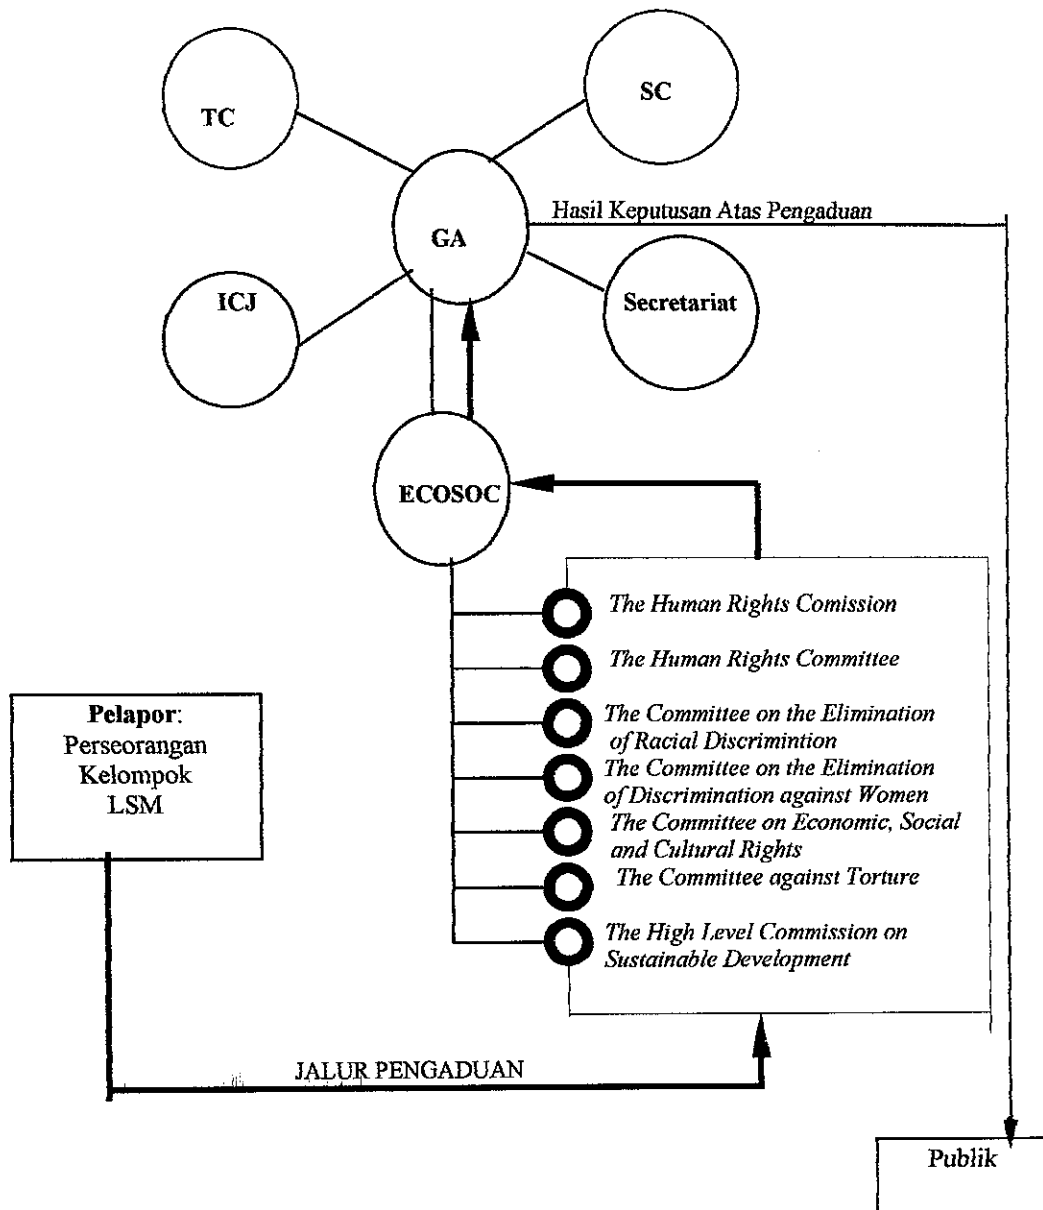 TC
SC
GA
Hasil Keputusan Atas Pengaduan
ICJ
Secretariat
ECOSOC
The Human Rights Comission
The Human Rights Committee
The Committee on the Elimination
of Racial Discrimintion
The Committee on the Elimination
of Discrimination against Women
The Committee on Economic, Social
and Cultural Rights
The Committee against Torture
The High Level Commission on
Sustainable Development
Pelapor:
Perseorangan
Kelompok
LSM
JALUR PENGADUAN
Publik